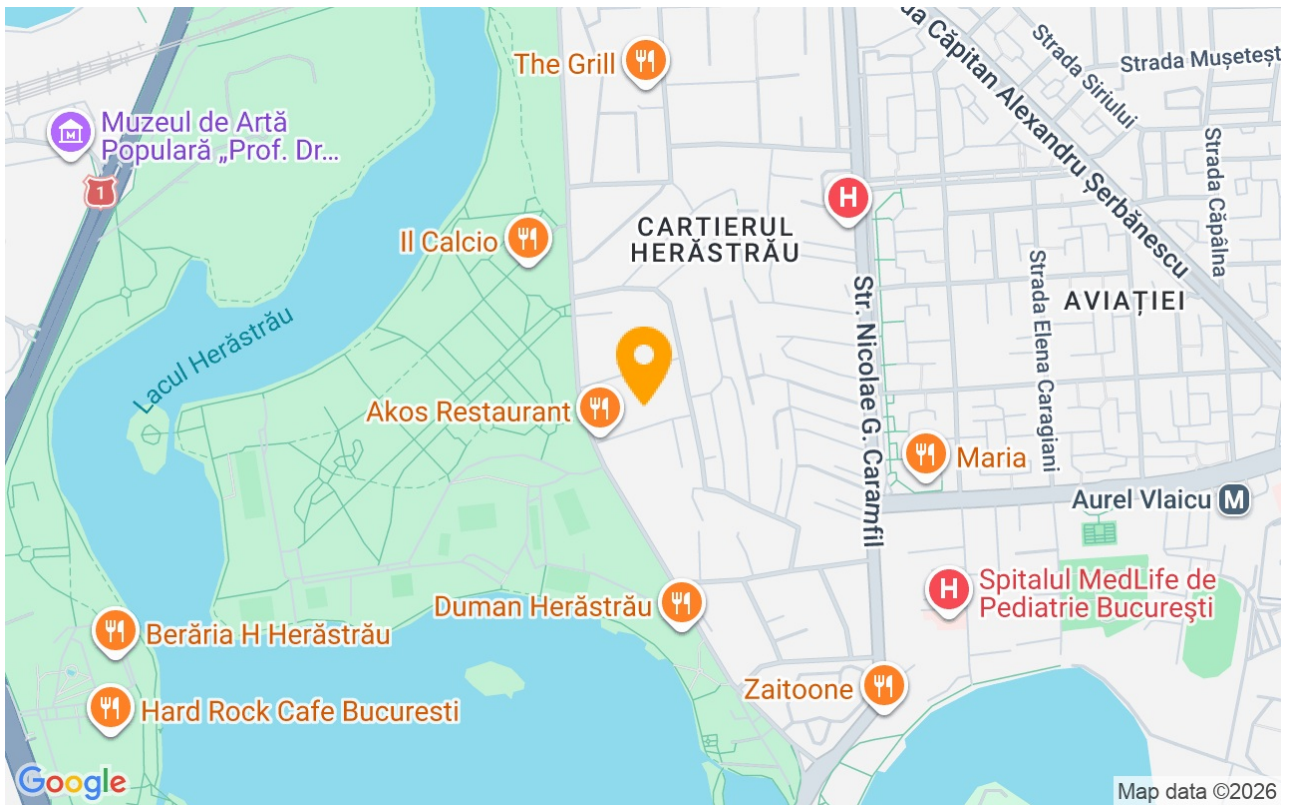 da Căpitan Alexandru Șerbănescu
Strada Siriului
Strada Mușetești
The Grill
Muzeul de Artă
Populară „Prof. Dr...
1
H
Strada Căpâlna
CARTIERUL
HERĂSTRĂU
Il Calcio
Lacul Herăstrău
Str. Nicolae G. Caramfil
Strada Elena Caragiani
AVIAȚIEI
Akos Restaurant
Maria
Aurel Vlaicu M
H
Spitalul MedLife de
Pediatrie București
Duman Herăstrău
Berăria H Herăstrău
Zaitoone
Hard Rock Cafe Bucuresti
Google
Map data ©2026